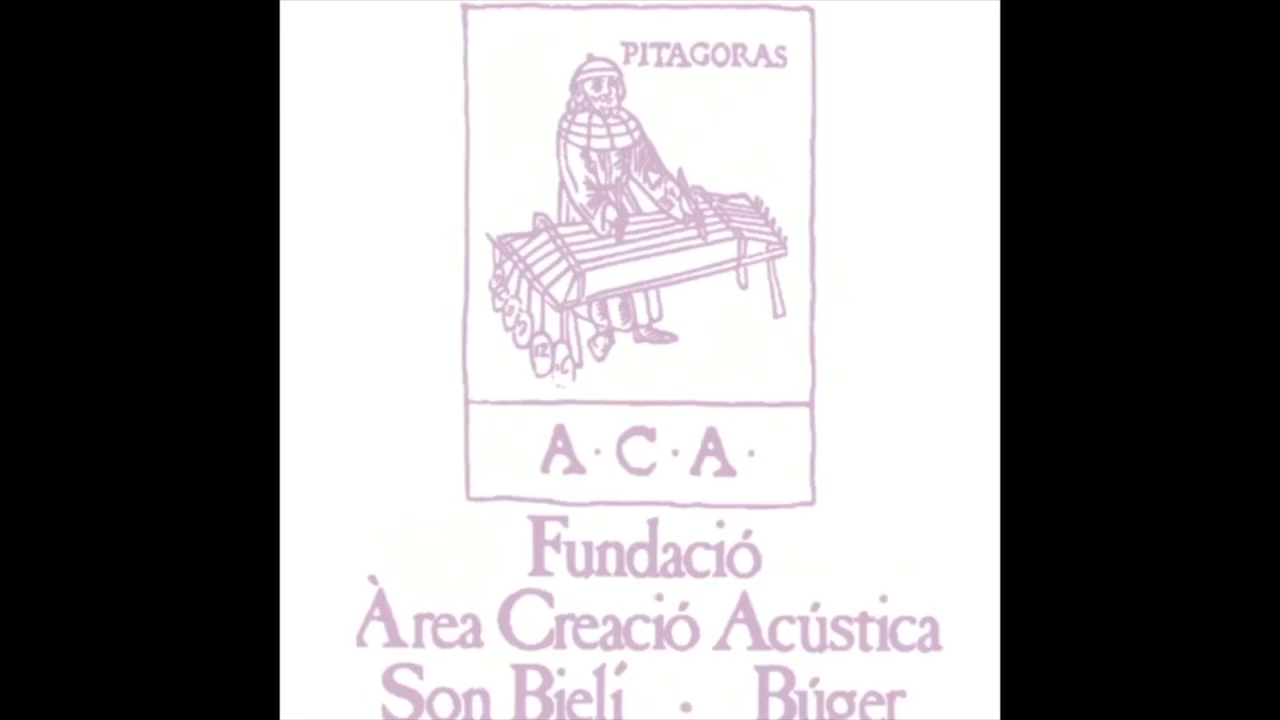 PITAGORAS
A·C·A·
Fundació
Àrea Creació Acústica
Son Bielí · Búger